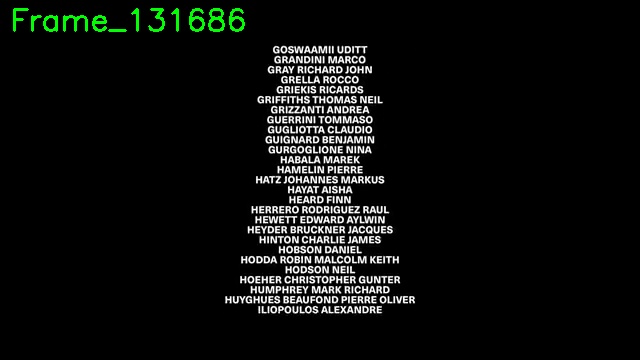 Frame_131686
GOSWAAMII UDITT
GRANDINI MARCO
GRAY RICHARD JOHN
GRELLA ROCCO
GRIEKIS RICARDS
GRIFFITHS THOMAS NEIL
GRIZZANTI ANDREA
GUERRINI TOMMASO
GUGLIOTTA CLAUDIO
GUIGNARD BENJAMIN
GURGOGLIONE NINA
HABALA MAREK
HAMELIN PIERRE
HATZ JOHANNES MARKUS
HAYAT AISHA
HEARD FINN
HERRERO RODRIGUEZ RAUL
HEWETT EDWARD AYLWIN
HEYDER BRUCKNER JACQUES
HINTON CHARLIE JAMES
HOBSON DANIEL
HODDA ROBIN MALCOLM KEITH
HODSON NEIL
HOEHER CHRISTOPHER GUNTER
HUMPHREY MARK RICHARD
HUYGHUES BEAUFOND PIERRE OLIVER
ILIOPOULOS ALEXANDRE